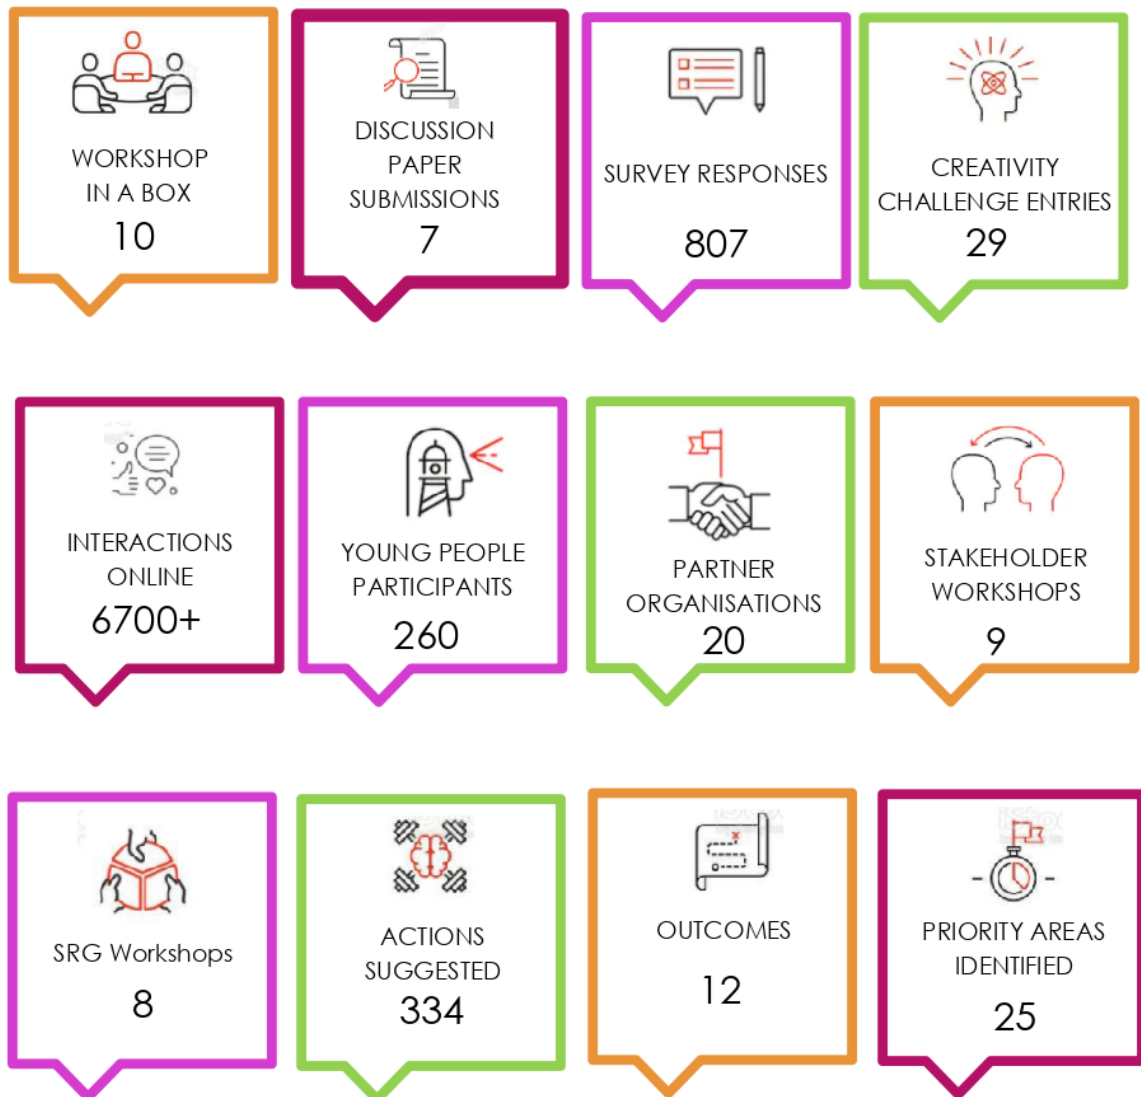 WORKSHOP
IN A BOX
10
DISCUSSION
PAPER
SUBMISSIONS
7
SURVEY RESPONSES
807
CREATIVITY
CHALLENGE ENTRIES
29
INTERACTIONS
ONLINE
6700+
YOUNG PEOPLE
PARTICIPANTS
260
PARTNER
ORGANISATIONS
20
STAKEHOLDER
WORKSHOPS
9
SRG Workshops
8
ACTIONS
SUGGESTED
334
OUTCOMES
12
PRIORITY AREAS
IDENTIFIED
25